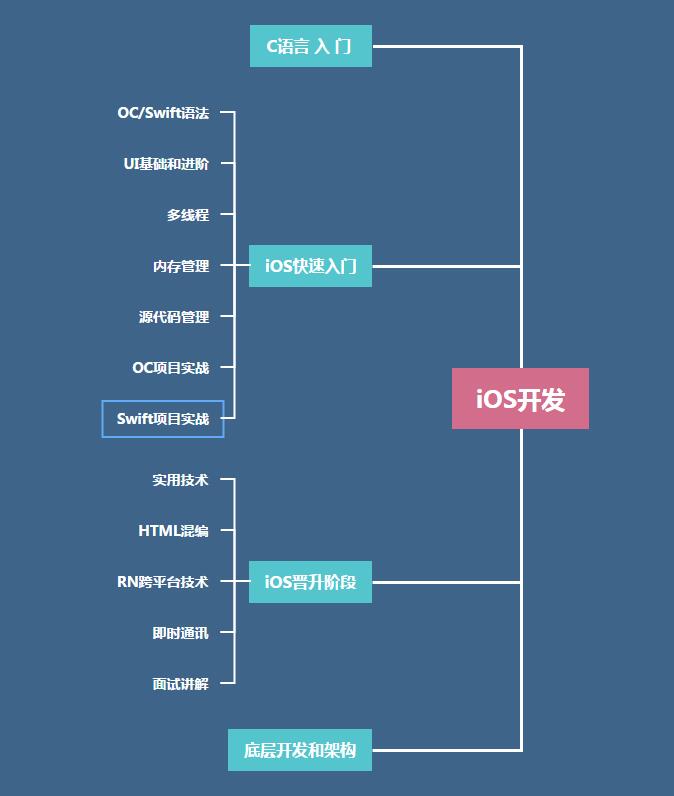 C语言 入 门
OC/Swift语法
UI基础和进阶
多线程
内存管理
iOS快速入门
源代码管理
OC项目实战
iOS开发
Swift项目实战
实用技术
HTML混编
RN跨平台技术
iOS晋升阶段
即时通讯
面试讲解
底层开发和架构